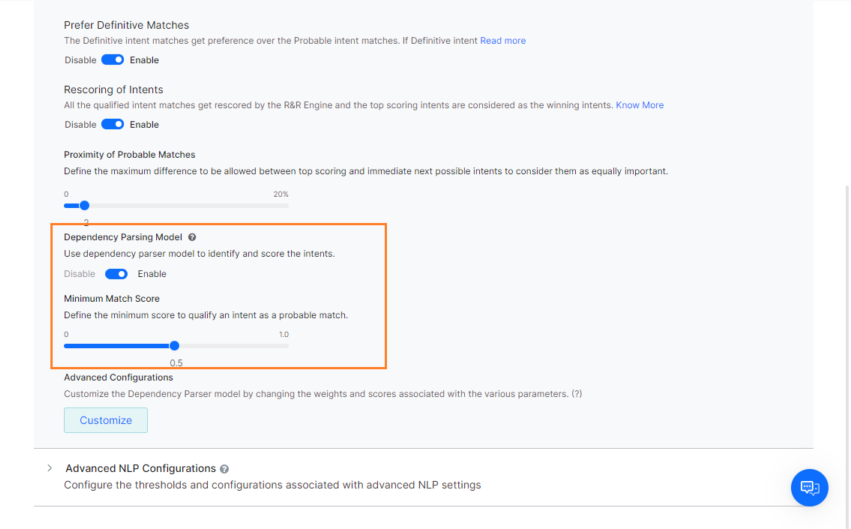 Prefer Definitive Matches
The Definitive intent matches get preference over the Probable intent matches. If Definitive intent Read more
Disable Enable
Rescoring of Intents
All the qualified intent matches get rescored by the R&R Engine and the top scoring intents are considered as the winning intents. Know More
Disable Enable
Proximity of Probable Matches
Define the maximum difference to be allowed between top scoring and immediate next possible intents to consider them as equally important.
0 20%
2
Dependency Parsing Model ?
Use dependency parser model to identify and score the intents.
Disable Enable
Minimum Match Score
Define the minimum score to qualify an intent as a probable match.
0 1.0
0.5
Advanced Configurations
Customize the Dependency Parser model by changing the weights and scores associated with the various parameters. (?)
Customize
Advanced NLP Configurations ?
Configure the thresholds and configurations associated with advanced NLP settings